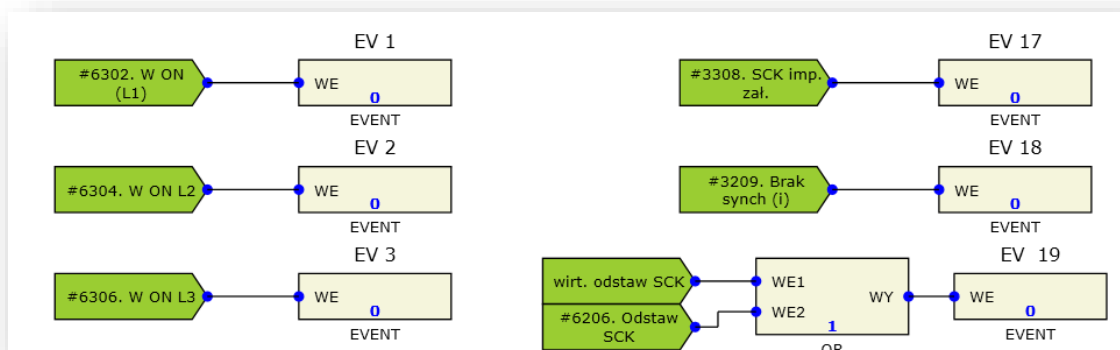 EV 1
#6302. W ON
(L1)
WE
0
EVENT
EV 2
#6304. W ON L2
WE
0
EVENT
EV 3
#6306. W ON L3
WE
0
EVENT
EV 17
#3308. SCK imp.
zał.
WE
0
EVENT
EV 18
#3209. Brak
synch (i)
WE
0
EVENT
EV 19
wirt. odstaw SCK
#6206. Odstaw
SCK
WE1
WE2
WY
1
OR
WE
0
EVENT